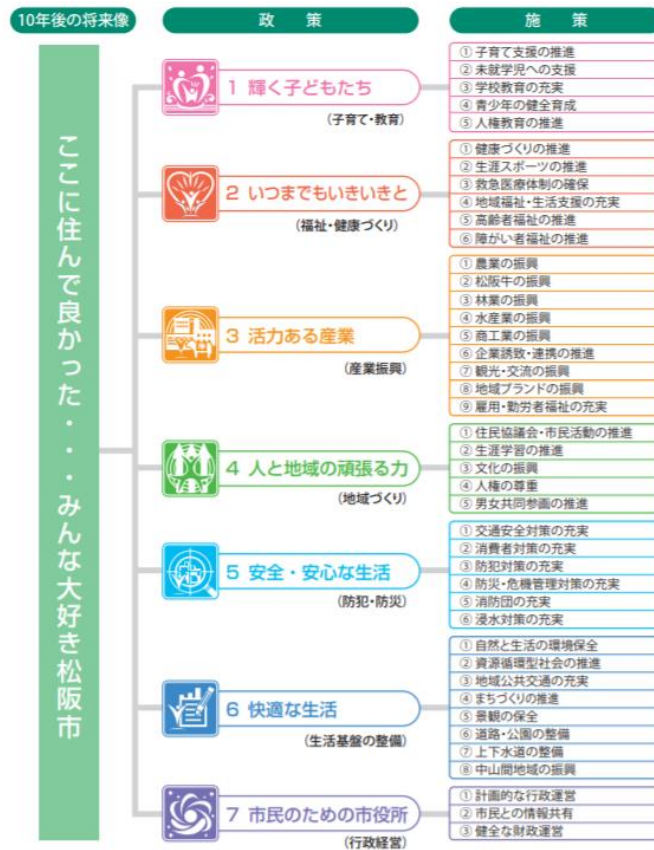 10年後の将来像
政策
施策
ここに住んで良かった・・・みんな大好き松阪市
1 輝く子どもたち
(子育て・教育)
① 子育て支援の推進
② 未就学児への支援
③ 学校教育の充実
④ 青少年の健全育成
⑤ 人権教育の推進
2 いつまでもいきいきと
(福祉・健康づくり)
① 健康づくりの推進
② 生涯スポーツの推進
③ 救急医療体制の確保
④ 地域福祉・生活支援の充実
⑤ 高齢者福祉の推進
⑥ 障がい者福祉の推進
3 活力ある産業
(産業振興)
① 農業の振興
② 松阪牛の振興
③ 林業の振興
④ 水産業の振興
⑤ 商工業の振興
⑥ 企業誘致・連携の推進
⑦ 観光・交流の振興
⑧ 地域ブランドの振興
⑨ 雇用・勤労者福祉の充実
4 人と地域の頑張る力
(地域づくり)
① 住民協議会・市民活動の推進
② 生涯学習の推進
③ 文化の振興
④ 人権の尊重
⑤ 男女共同参画の推進
5 安全・安心な生活
(防犯・防災)
① 交通安全対策の充実
② 消費者対策の充実
③ 防犯対策の充実
④ 防災・危機管理対策の充実
⑤ 消防団の充実
⑥ 浸水対策の充実
6 快適な生活
(生活基盤の整備)
① 自然と生活の環境保全
② 資源循環型社会の推進
③ 地域公共交通の充実
④ まちづくりの推進
⑤ 景観の保全
⑥ 道路・公園の整備
⑦ 上下水道の整備
⑧ 中山間地域の振興
7 市民のための市役所
(行政経営)
① 計画的な行政運営
② 市民との情報共有
③ 健全な財政運営